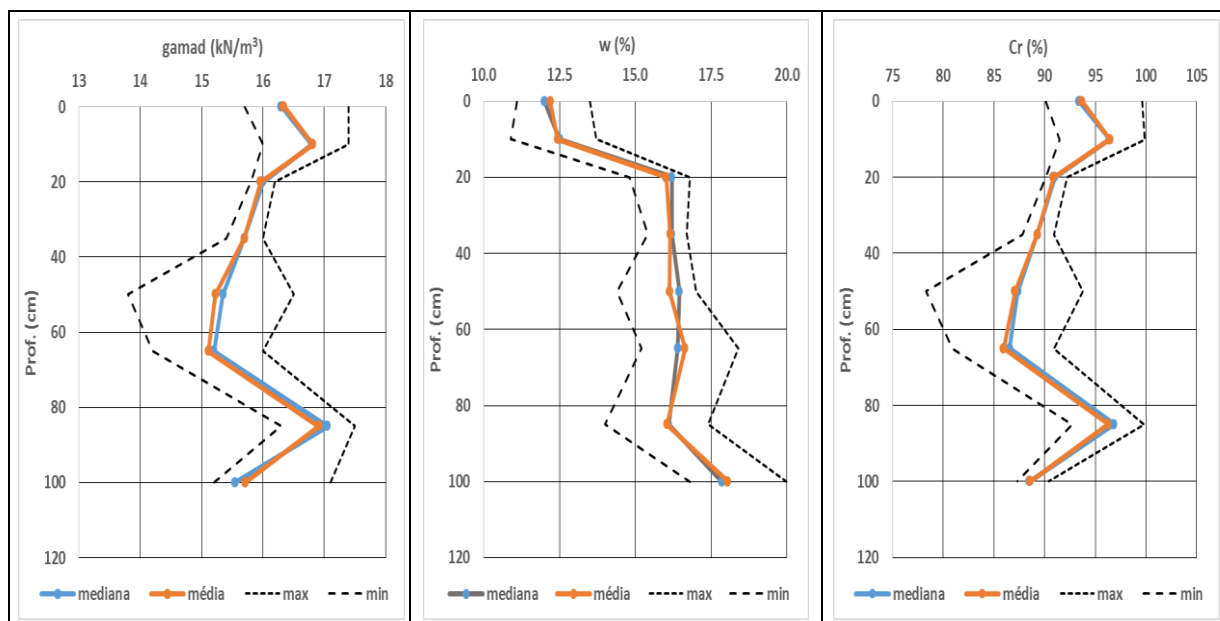 gamad (kN/m³)
13 14 15 16 17 18
0
20
40
60
80
100
120
Prof. (cm)
mediana média max min
w (%)
10.0 12.5 15.0 17.5 20.0
0
20
40
60
80
100
120
Prof. (cm)
mediana média max min
Cr (%)
75 80 85 90 95 100 105
0
20
40
60
80
100
120
Prof. (cm)
mediana média max min